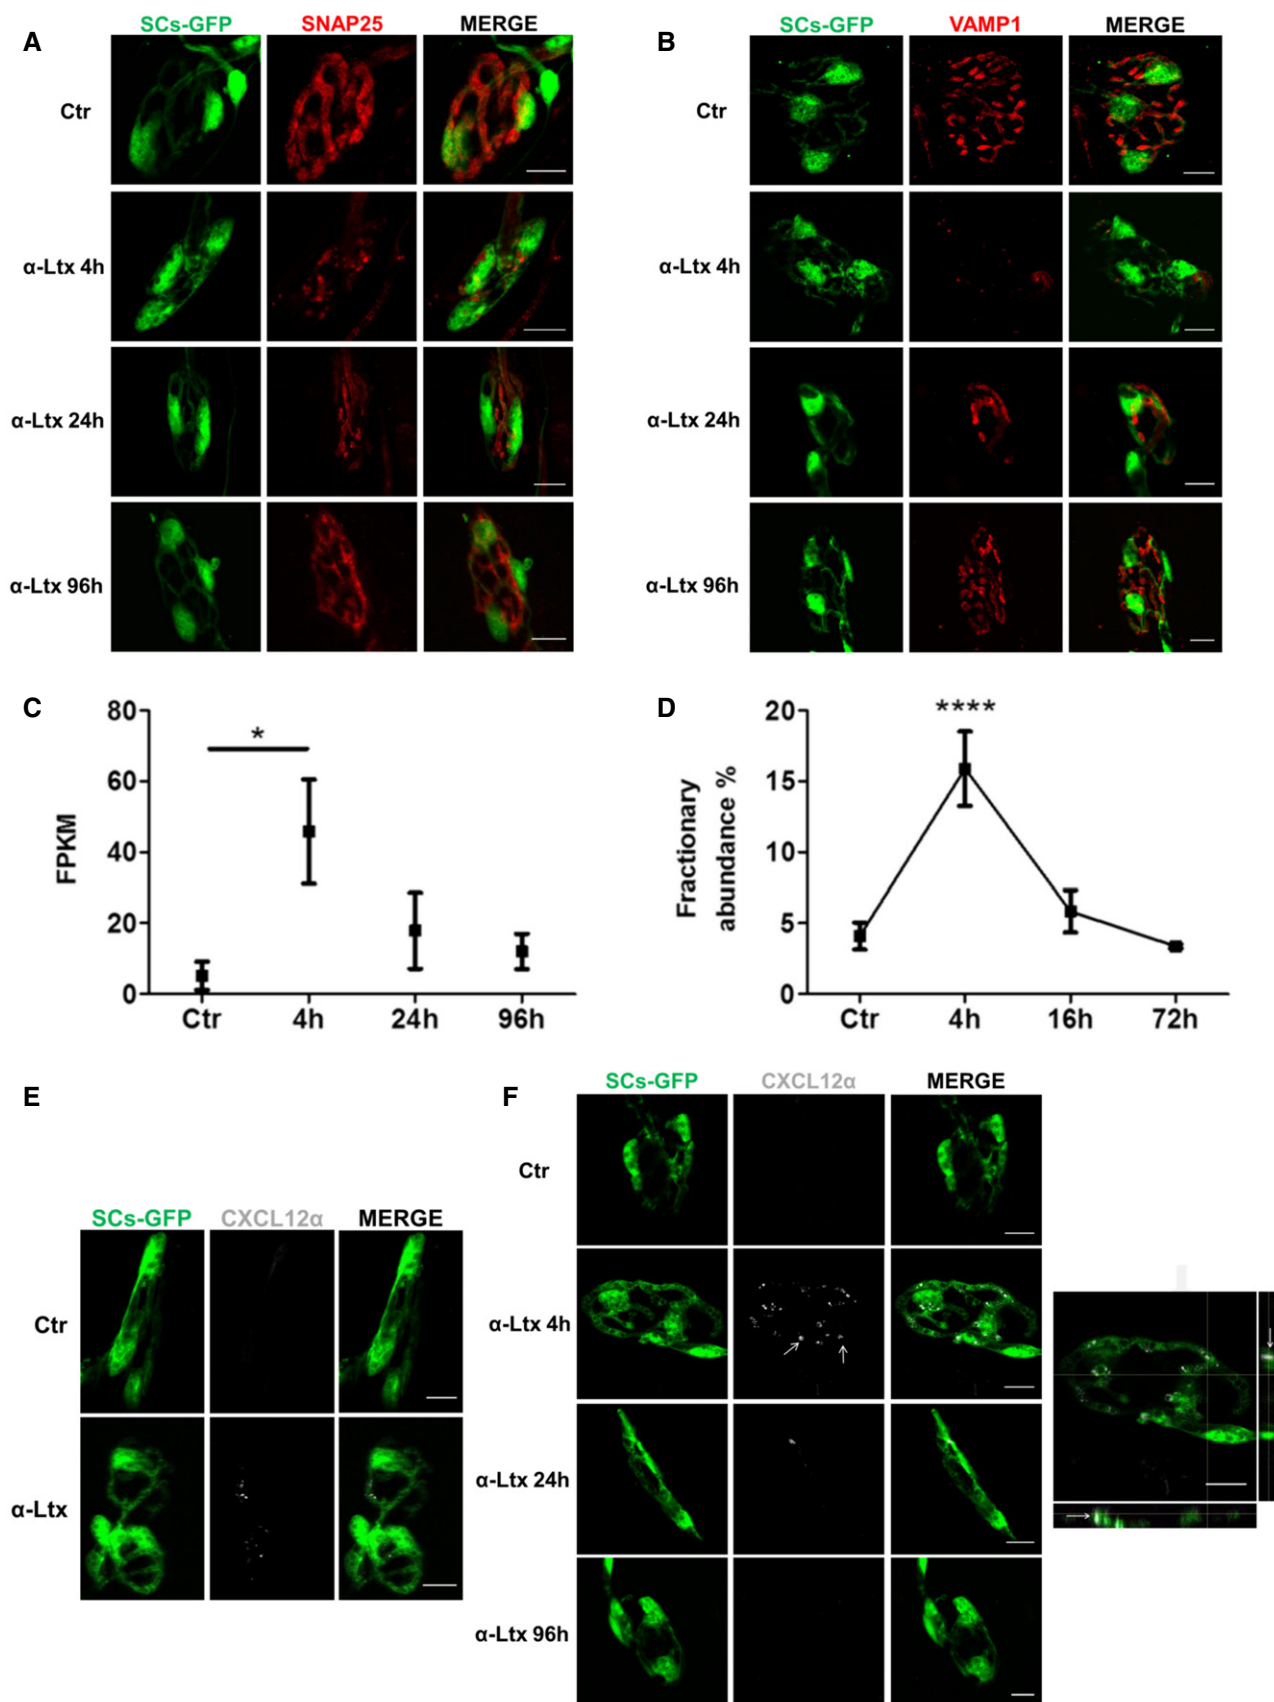 A
SCs-GFP SNAP25 MERGE
Ctr
α-Ltx 4h
α-Ltx 24h
α-Ltx 96h
B
SCs-GFP VAMP1 MERGE
Ctr
α-Ltx 4h
α-Ltx 24h
α-Ltx 96h
C
FPKM
80
60
40
20
0
*
Ctr 4h 24h 96h
D
Fractionary
abundance %
20
15
10
5
0
****
Ctr 4h 16h 72h
E
SCs-GFP CXCL12α MERGE
Ctr
α-Ltx
F
SCs-GFP CXCL12α MERGE
Ctr
α-Ltx 4h
α-Ltx 24h
α-Ltx 96h